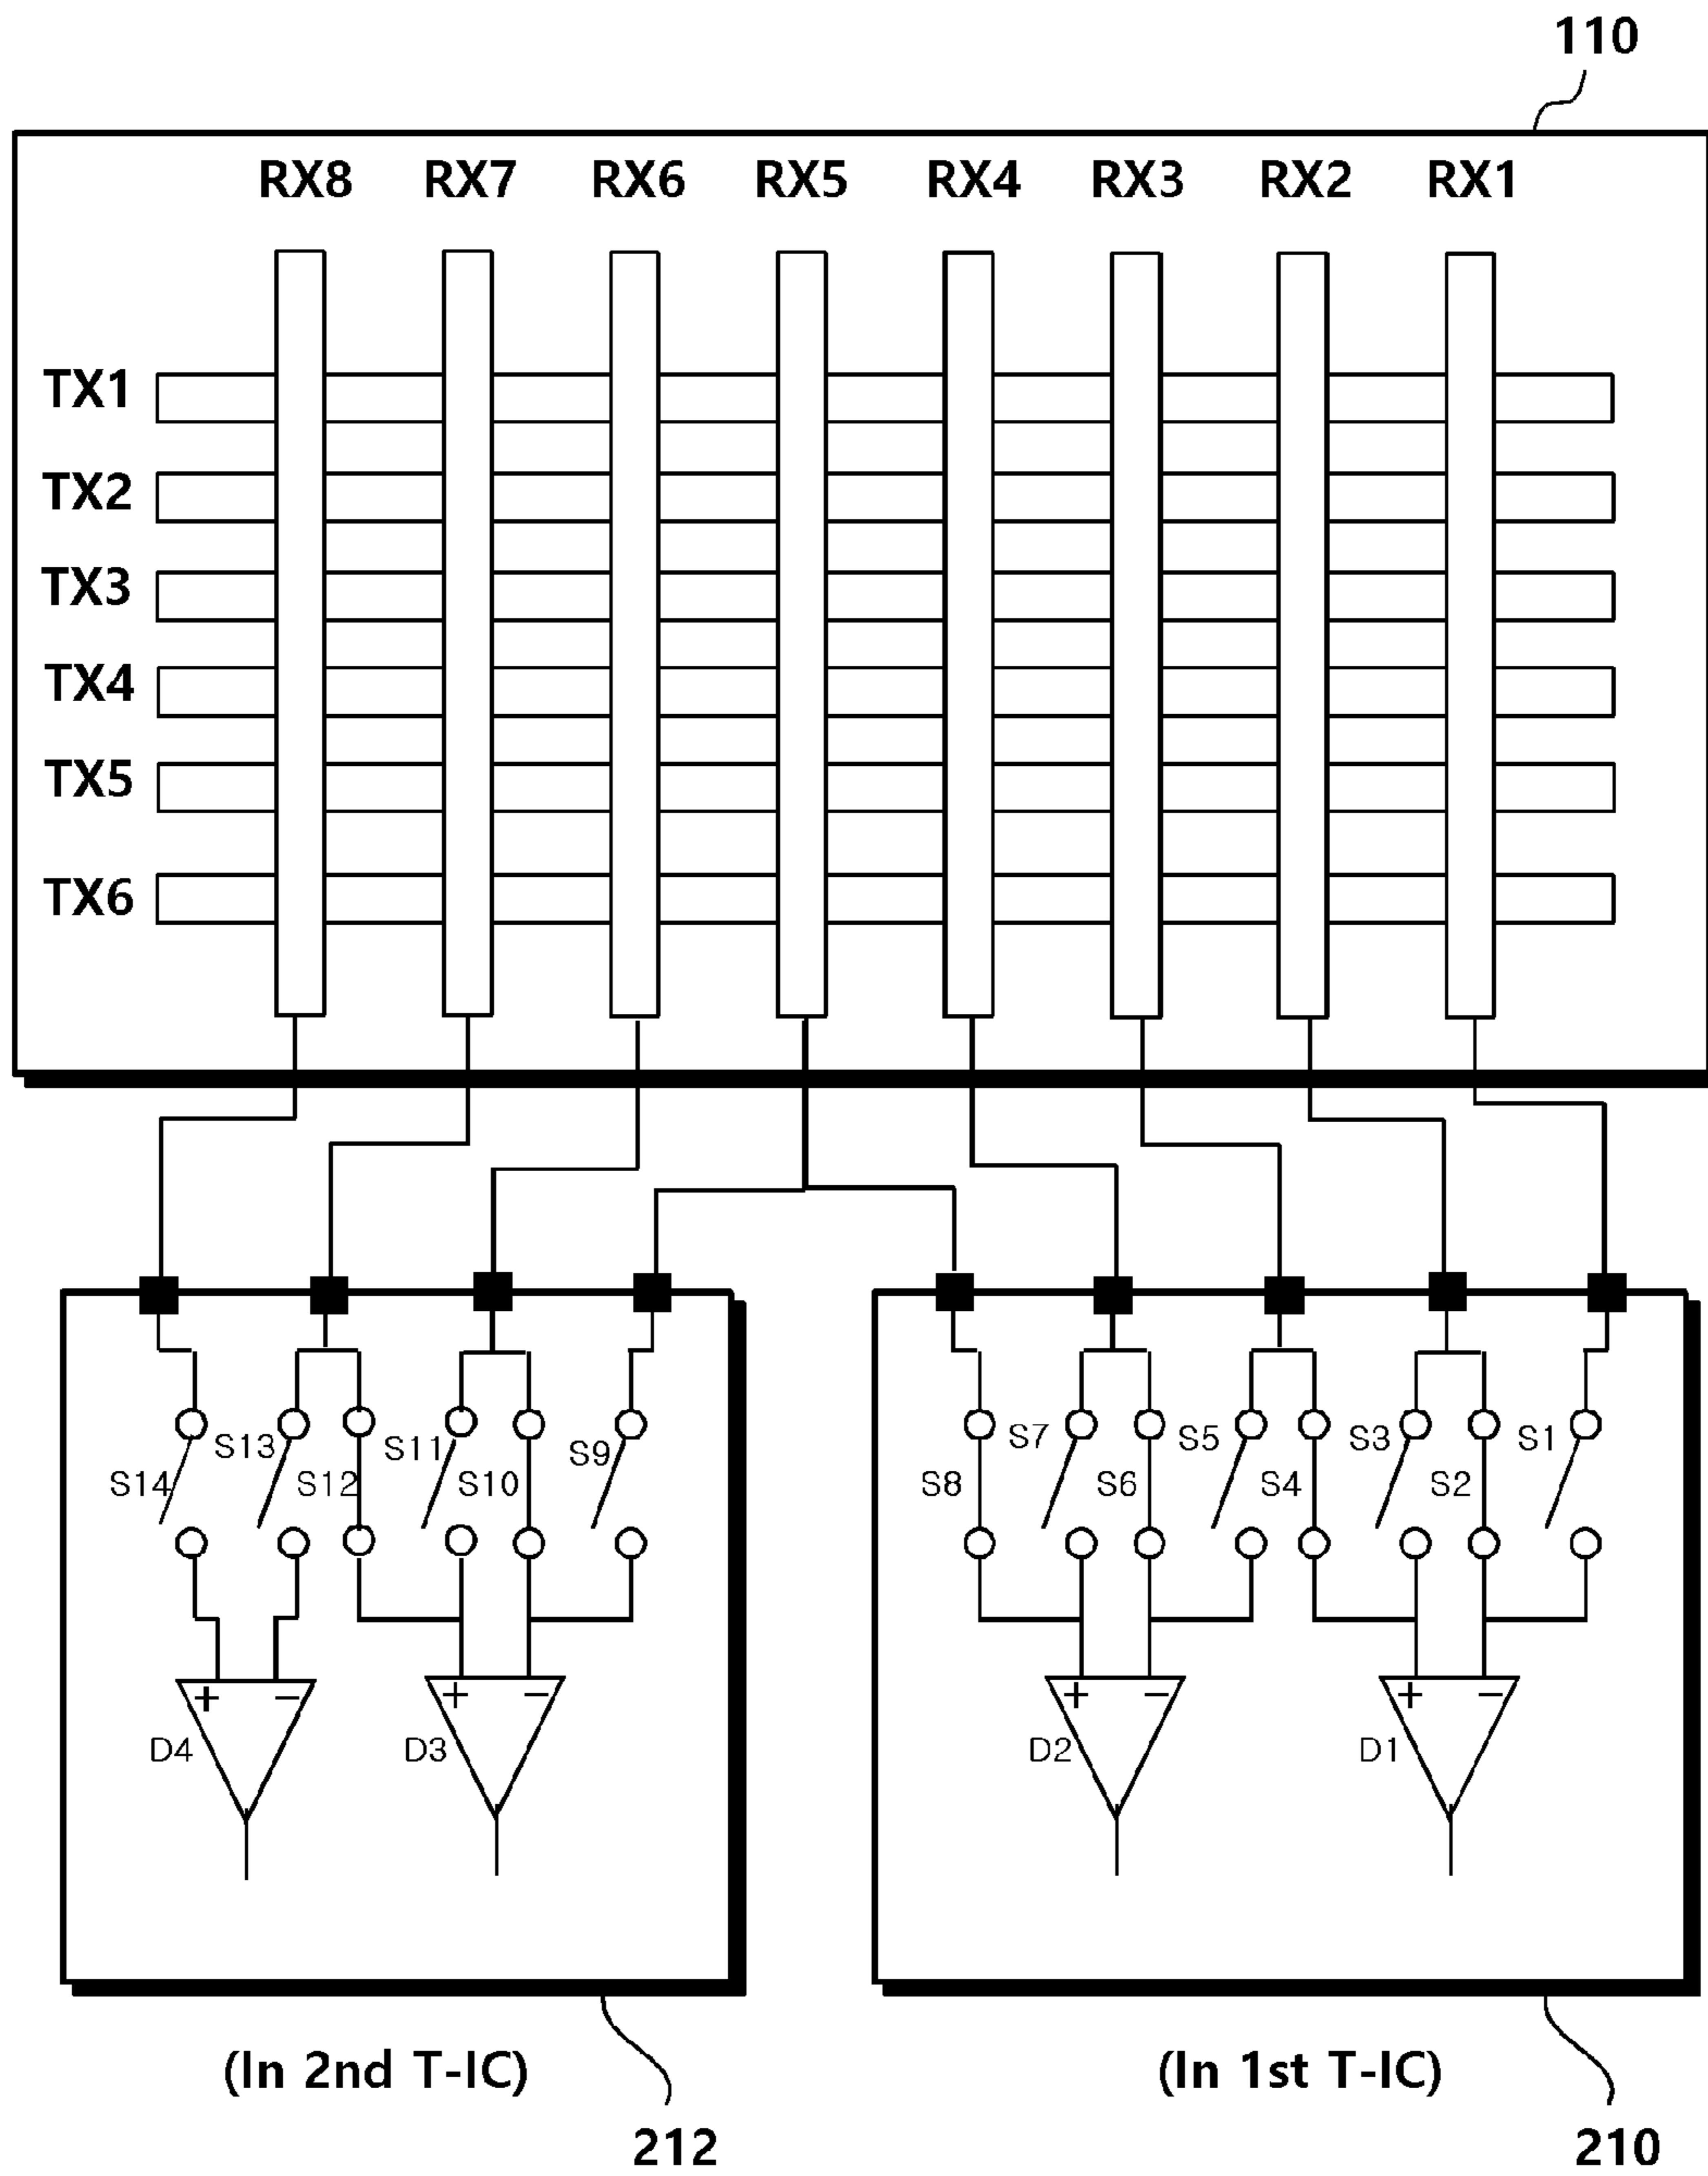 110
RX8 RX7 RX6 RX5 RX4 RX3 RX2 RX1
TX1
TX2
TX3
TX4
TX5
TX6
S14 S13 S12 S11 S10 S9 S8 S7 S6 S5 S4 S3 S2 S1
+ − + − + − + −
D4 D3 D2 D1
(In 2nd T-IC) (In 1st T-IC)
212 210